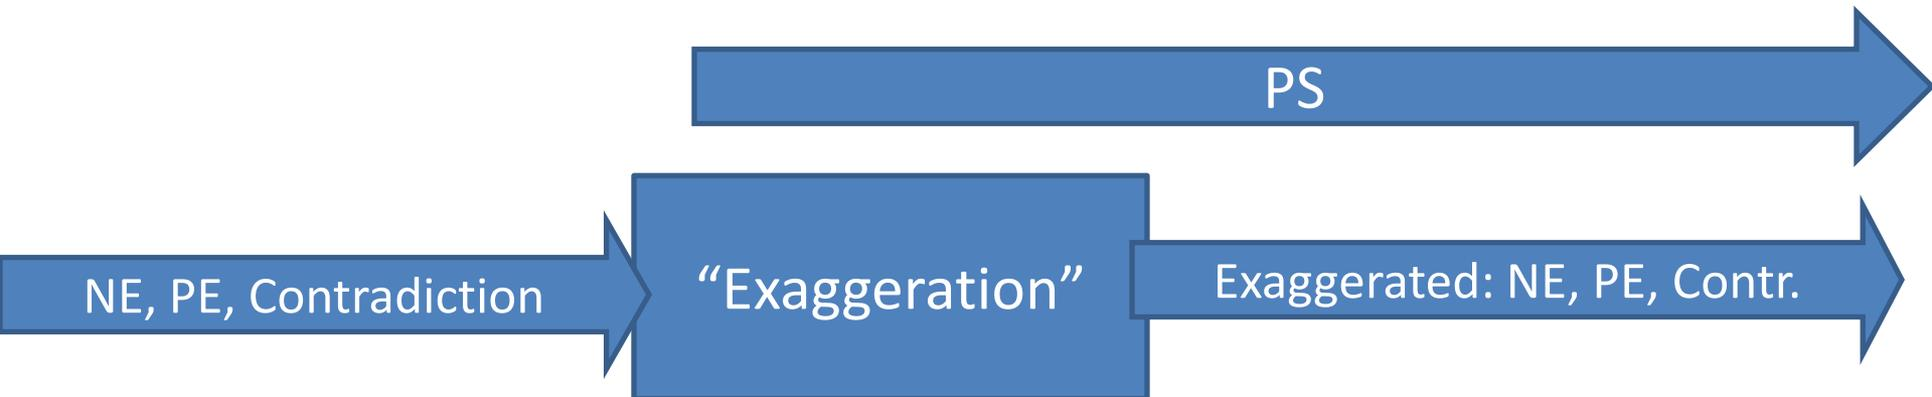 PS
NE, PE, Contradiction
“Exaggeration”
Exaggerated: NE, PE, Contr.